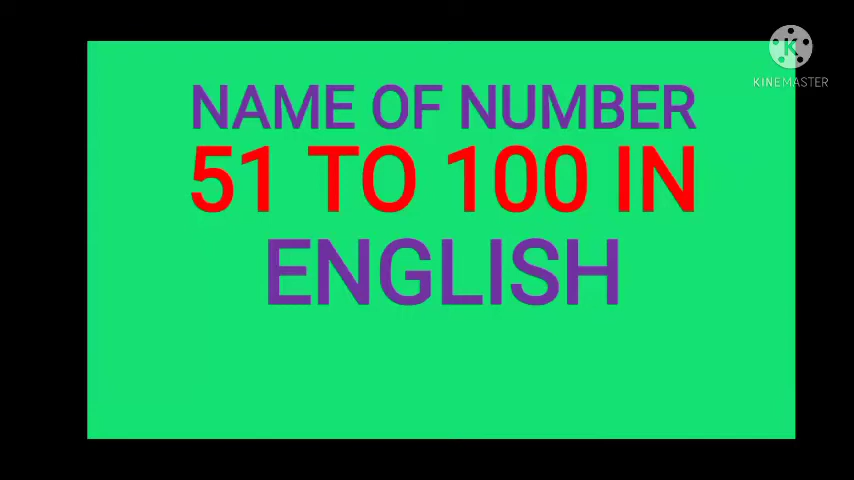 NAME OF NUMBER
51 TO 100 IN
ENGLISH
K
KINEMASTER